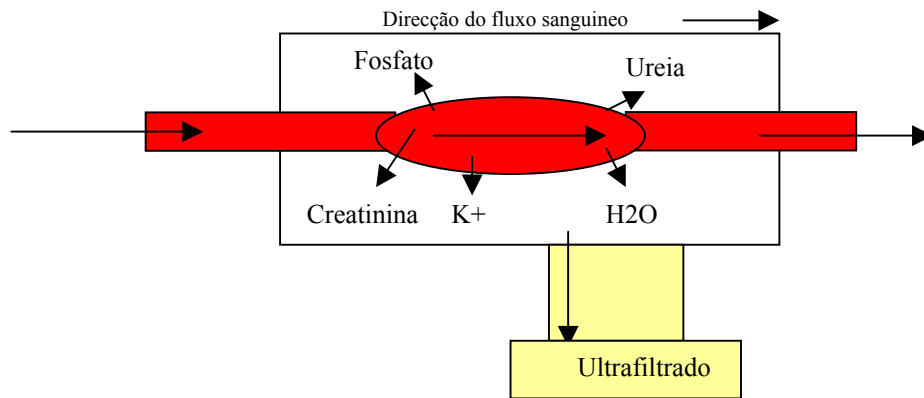 Direcção do fluxo sanguineo
Fosfato
Ureia
Creatinina K+ H2O
Ultrafiltrado